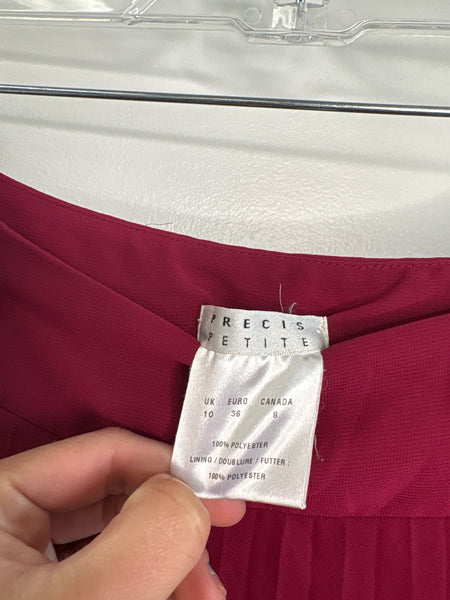 PRECIS
PETITE
UK EURO CANADA
10 36 8
100% POLYESTER
LINING / DOUBLURE / FUTTER :
100% POLYESTER